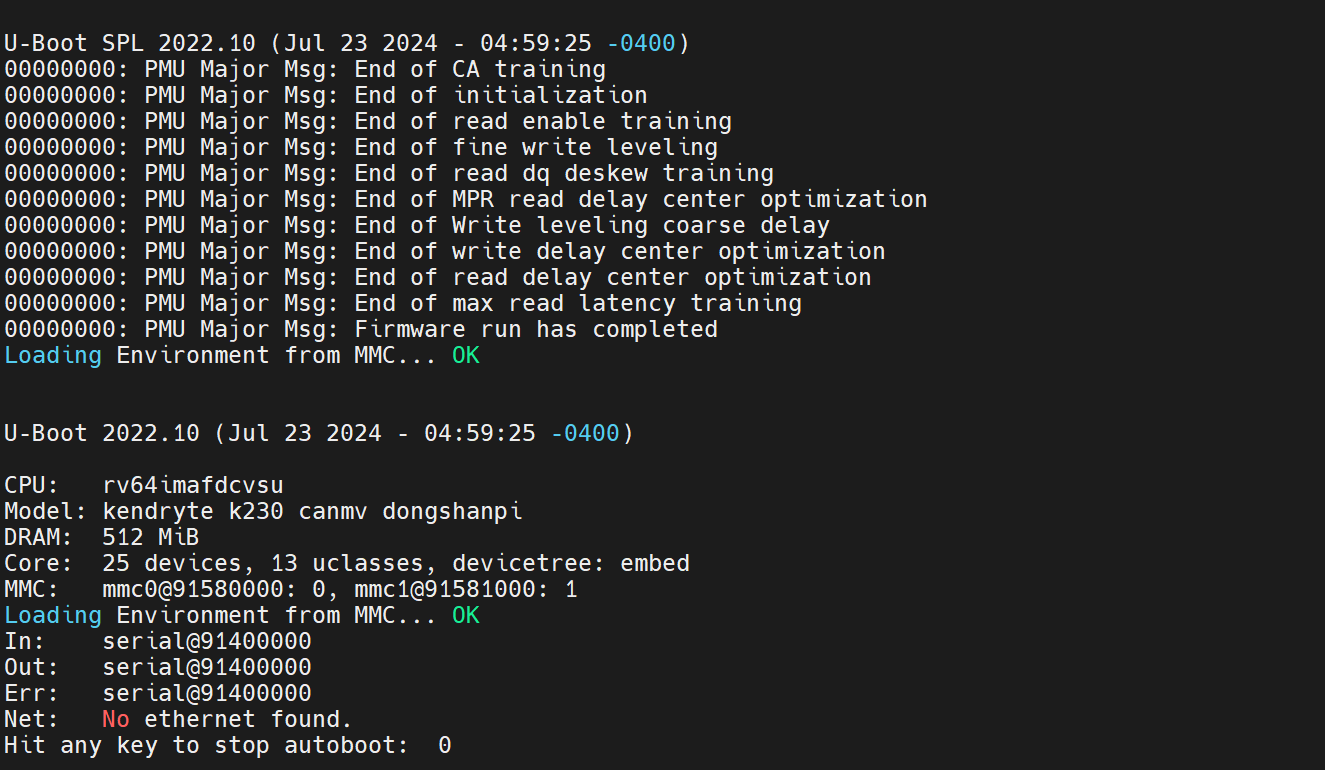 U-Boot SPL 2022.10 (Jul 23 2024 - 04:59:25 -0400)
00000000: PMU Major Msg: End of CA training
00000000: PMU Major Msg: End of initialization
00000000: PMU Major Msg: End of read enable training
00000000: PMU Major Msg: End of fine write leveling
00000000: PMU Major Msg: End of read dq deskew training
00000000: PMU Major Msg: End of MPR read delay center optimization
00000000: PMU Major Msg: End of Write leveling coarse delay
00000000: PMU Major Msg: End of write delay center optimization
00000000: PMU Major Msg: End of read delay center optimization
00000000: PMU Major Msg: End of max read latency training
00000000: PMU Major Msg: Firmware run has completed
Loading Environment from MMC... OK
U-Boot 2022.10 (Jul 23 2024 - 04:59:25 -0400)
CPU:   rv64imafdcvsu
Model: kendryte k230 canmv dongshanpi
DRAM:  512 MiB
Core:  25 devices, 13 uclasses, devicetree: embed
MMC:   mmc0@91580000: 0, mmc1@91581000: 1
Loading Environment from MMC... OK
In:    serial@91400000
Out:   serial@91400000
Err:   serial@91400000
Net:   No ethernet found.
Hit any key to stop autoboot:  0